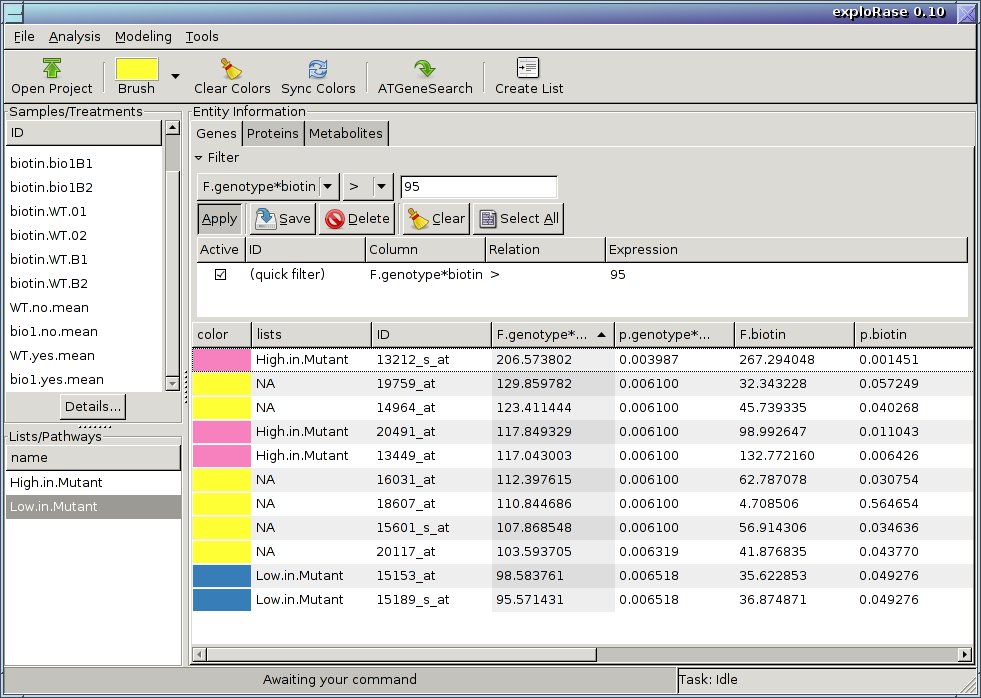 exploRase 0.10
File Analysis Modeling Tools
Open Project Brush Clear Colors Sync Colors ATGeneSearch Create List
Samples/Treatments
ID
biotin.bio1B1
biotin.bio1B2
biotin.WT.01
biotin.WT.02
biotin.WT.B1
biotin.WT.B2
WT.no.mean
bio1.no.mean
WT.yes.mean
bio1.yes.mean
Details...
Lists/Pathways
name
High.in.Mutant
Low.in.Mutant
Entity Information
Genes Proteins Metabolites
Filter
F.genotype*biotin > 95
Apply Save Delete Clear Select All
Active ID Column Relation Expression
(quick filter) F.genotype*biotin > 95
color lists ID F.genotype*... p.genotype*... F.biotin p.biotin
High.in.Mutant 13212_s_at 206.573802 0.003987 267.294048 0.001451
NA 19759_at 129.859782 0.006100 32.343228 0.057249
NA 14964_at 123.411444 0.006100 45.739335 0.040268
High.in.Mutant 20491_at 117.849329 0.006100 98.992647 0.011043
High.in.Mutant 13449_at 117.043003 0.006100 132.772160 0.006426
NA 16031_at 112.397615 0.006100 62.787078 0.030754
NA 18607_at 110.844686 0.006100 4.708506 0.564654
NA 15601_s_at 107.868548 0.006100 56.914306 0.034636
NA 20117_at 103.593705 0.006319 41.876835 0.043770
Low.in.Mutant 15153_at 98.583761 0.006518 35.622853 0.049276
Low.in.Mutant 15189_s_at 95.571431 0.006518 36.874871 0.049276
Awaiting your command Task: Idle